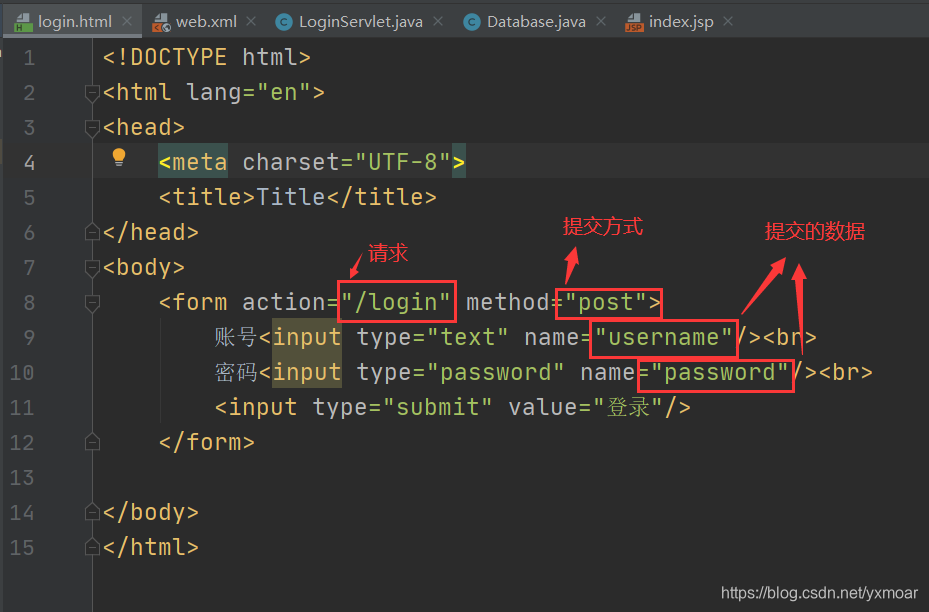 login.html web.xml LoginServlet.java Database.java index.jsp
1 <!DOCTYPE html>
2 <html lang="en">
3 <head>
4 <meta charset="UTF-8">
5 <title>Title</title>
提交方式
提交的数据
6 </head>
请求
7 <body>
8 <form action="/login" method="post">
9 账号<input type="text" name="username"/><br>
10 密码<input type="password" name="password"/><br>
11 <input type="submit" value="登录"/>
12 </form>
13
14 </body>
15 </html>
https://blog.csdn.net/yxmoar